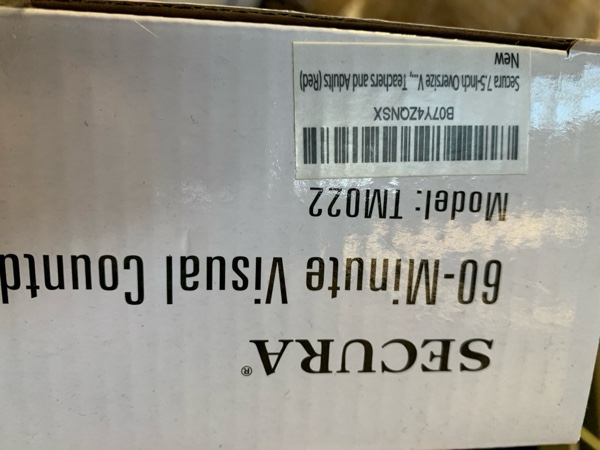 SECURA®
60-Minute Visual Countd
Model: TM022
B07Y4ZQNSX
Secura 7.5-Inch Oversize V..., Teachers and Adults (Red)
New